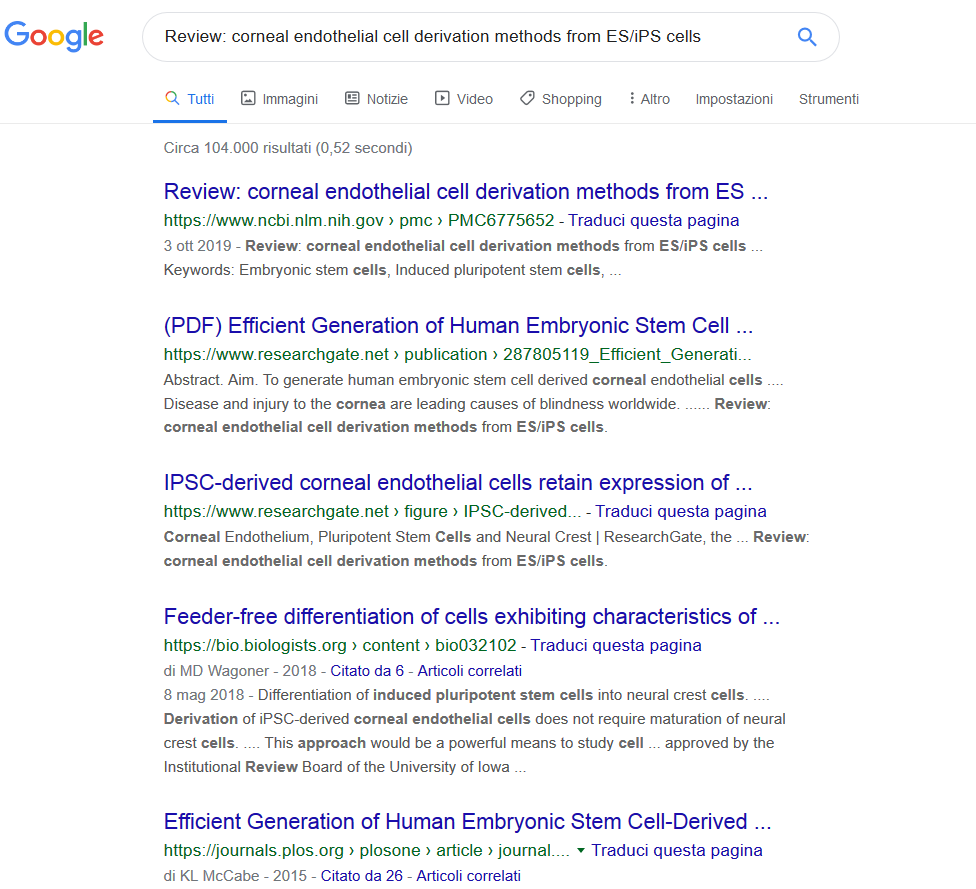 Google
Review: corneal endothelial cell derivation methods from ES/iPS cells
Tutti Immagini Notizie Video Shopping Altro Impostazioni Strumenti
Circa 104.000 risultati (0,52 secondi)
Review: corneal endothelial cell derivation methods from ES ...
https://www.ncbi.nlm.nih.gov › pmc › PMC6775652 - Traduci questa pagina
3 ott 2019 - Review: corneal endothelial cell derivation methods from ES/iPS cells ...
Keywords: Embryonic stem cells, Induced pluripotent stem cells, ...
(PDF) Efficient Generation of Human Embryonic Stem Cell ...
https://www.researchgate.net › publication › 287805119_Efficient_Generati...
Abstract. Aim. To generate human embryonic stem cell derived corneal endothelial cells ....
Disease and injury to the cornea are leading causes of blindness worldwide. ...... Review:
corneal endothelial cell derivation methods from ES/iPS cells.
IPSC-derived corneal endothelial cells retain expression of ...
https://www.researchgate.net › figure › IPSC-derived... - Traduci questa pagina
Corneal Endothelium, Pluripotent Stem Cells and Neural Crest | ResearchGate, the ... Review:
corneal endothelial cell derivation methods from ES/iPS cells.
Feeder-free differentiation of cells exhibiting characteristics of ...
https://bio.biologists.org › content › bio032102 - Traduci questa pagina
di MD Wagoner - 2018 - Citato da 6 - Articoli correlati
8 mag 2018 - Differentiation of induced pluripotent stem cells into neural crest cells. ....
Derivation of iPSC-derived corneal endothelial cells does not require maturation of neural
crest cells. .... This approach would be a powerful means to study cell ... approved by the
Institutional Review Board of the University of Iowa ...
Efficient Generation of Human Embryonic Stem Cell-Derived ...
https://journals.plos.org › plosone › article › journal.... Traduci questa pagina
di KL McCabe - 2015 - Citato da 26 - Articoli correlati